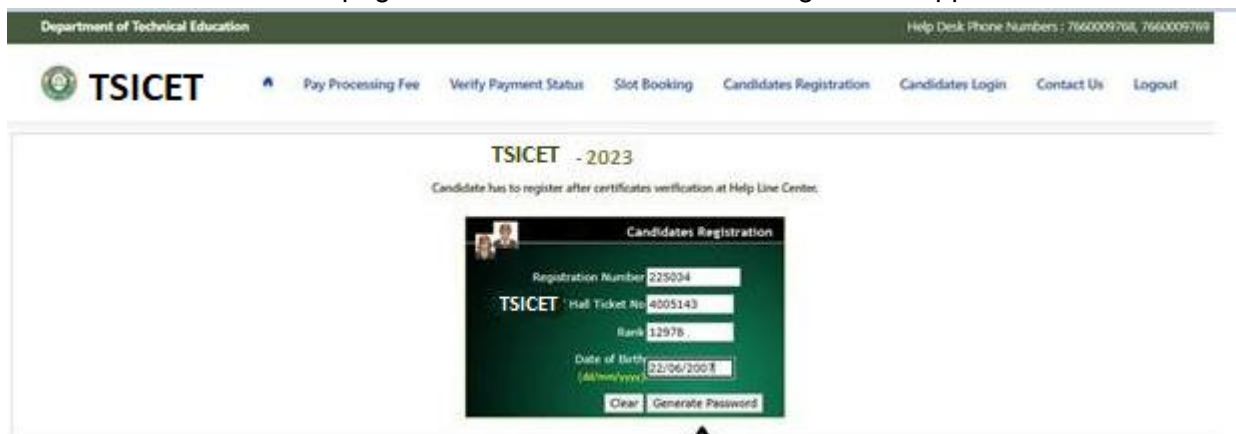 Department of Technical Education Help Desk Phone Numbers : 7660009768, 7660009769
TSICET Pay Processing Fee Verify Payment Status Slot Booking Candidates Registration Candidates Login Contact Us Logout
TSICET - 2023
Candidate has to register after certificates verification at Help Line Center.
Candidates Registration
Registration Number 225034
TSICET Hall Ticket No 4005143
Rank 12978
Date of Birth 22/06/2007
(dd/mm/yyyy)
Clear Generate Password